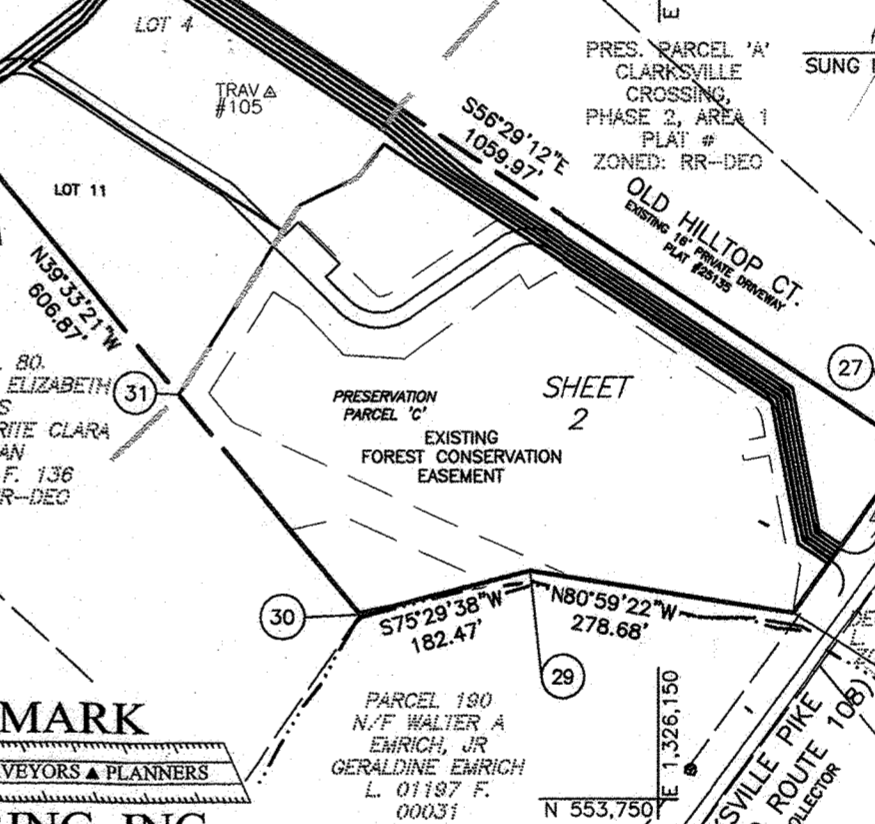 LOT 4
TRAV
#105
LOT 11
E
PRES. PARCEL 'A'
CLARKSVILLE
CROSSING,
PHASE 2, AREA 1
PLAT #
ZONED: RR-DEO
SUNG
S56°29'12"E
1059.97'
OLD HILLTOP CT.
EXISTING 16' PRIVATE DRIVEWAY
PLAT #25135
N39°33'21"W
606.87'
27
80.
ELIZABETH
31
RITE CLARA
F. 136
R-DEO
PRESERVATION
PARCEL 'C'
SHEET
2
EXISTING
FOREST CONSERVATION
EASEMENT
30
S75°29'38"W
182.47'
N80°59'22"W
278.68'
29
PARCEL 190
N/F WALTER A
EMRICH, JR
GERALDINE EMRICH
L. 01197 F.
00031
E 1,326,150
N 553,750
MARK
VEYORS ▲ PLANNERS
ING, INC.
KSVILLE PIKE
ROUTE 108)
OLLECTOR